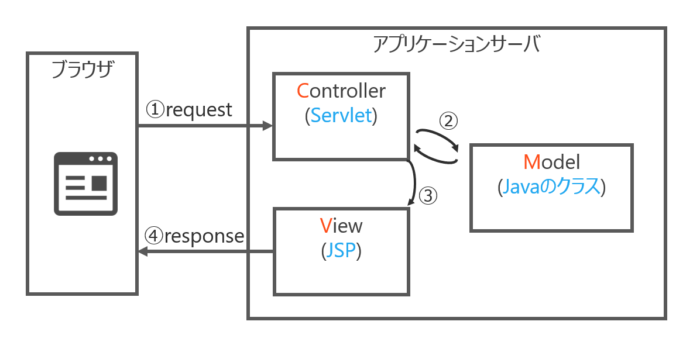 アプリケーションサーバ
ブラウザ
①request
Controller
(Servlet)
②
Model
(Javaのクラス)
③
④response
View
(JSP)